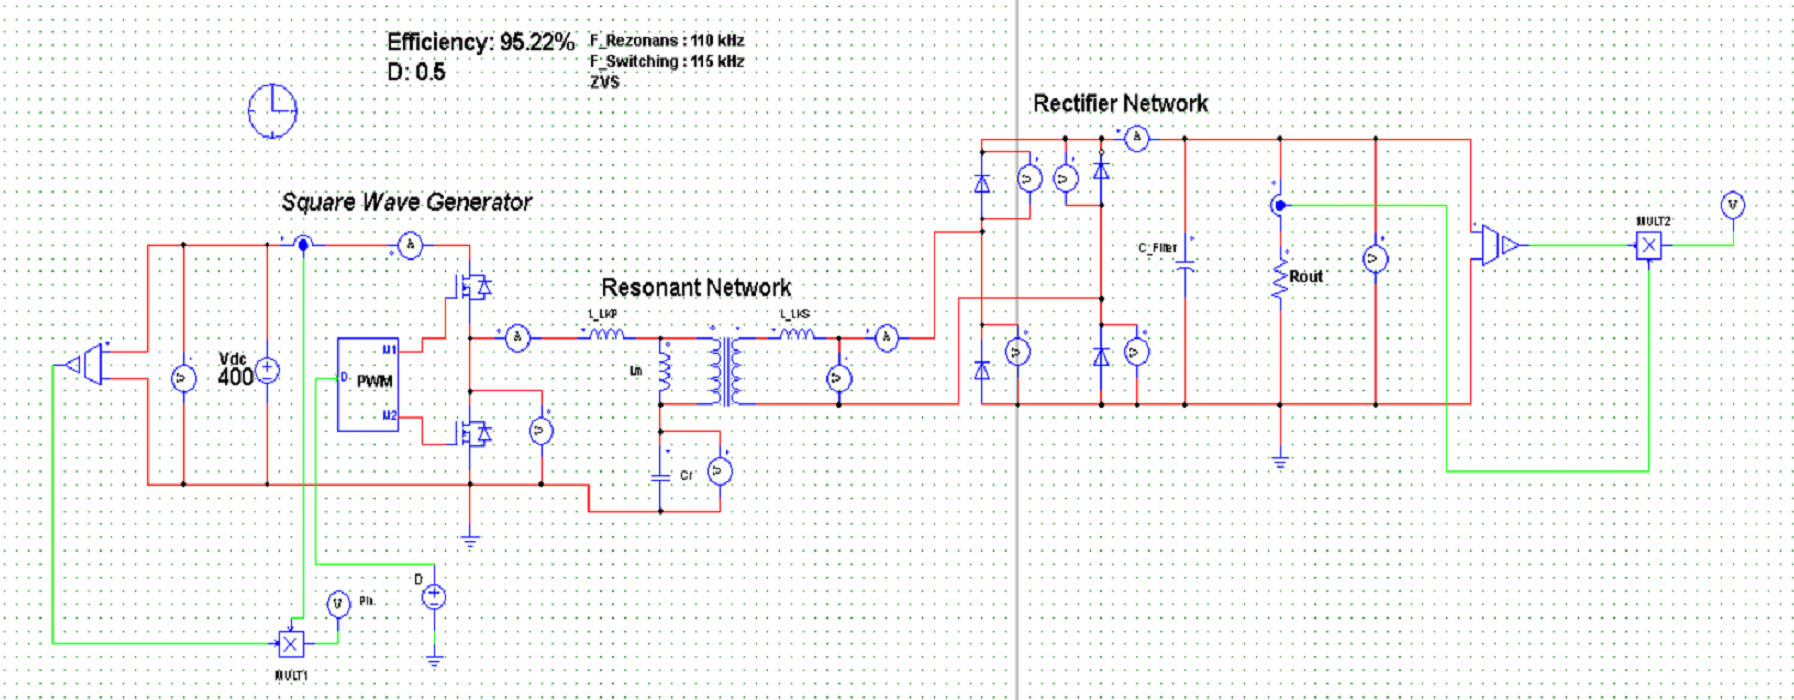 Efficiency: 95.22%
D: 0.5
F_Rezonans : 110 kHz
F_Switching : 115 kHz
ZVS
Rectifier Network
Square Wave Generator
Resonant Network
MULT2
V
A
A
V
V
C_Filter
Rout
V
L_LKP
L_LKS
A
A
Vdc
400
V
M1
D
PWM
M2
Lm
V
V
V
V
Cr
V
V
D
V
Pin
MULT1